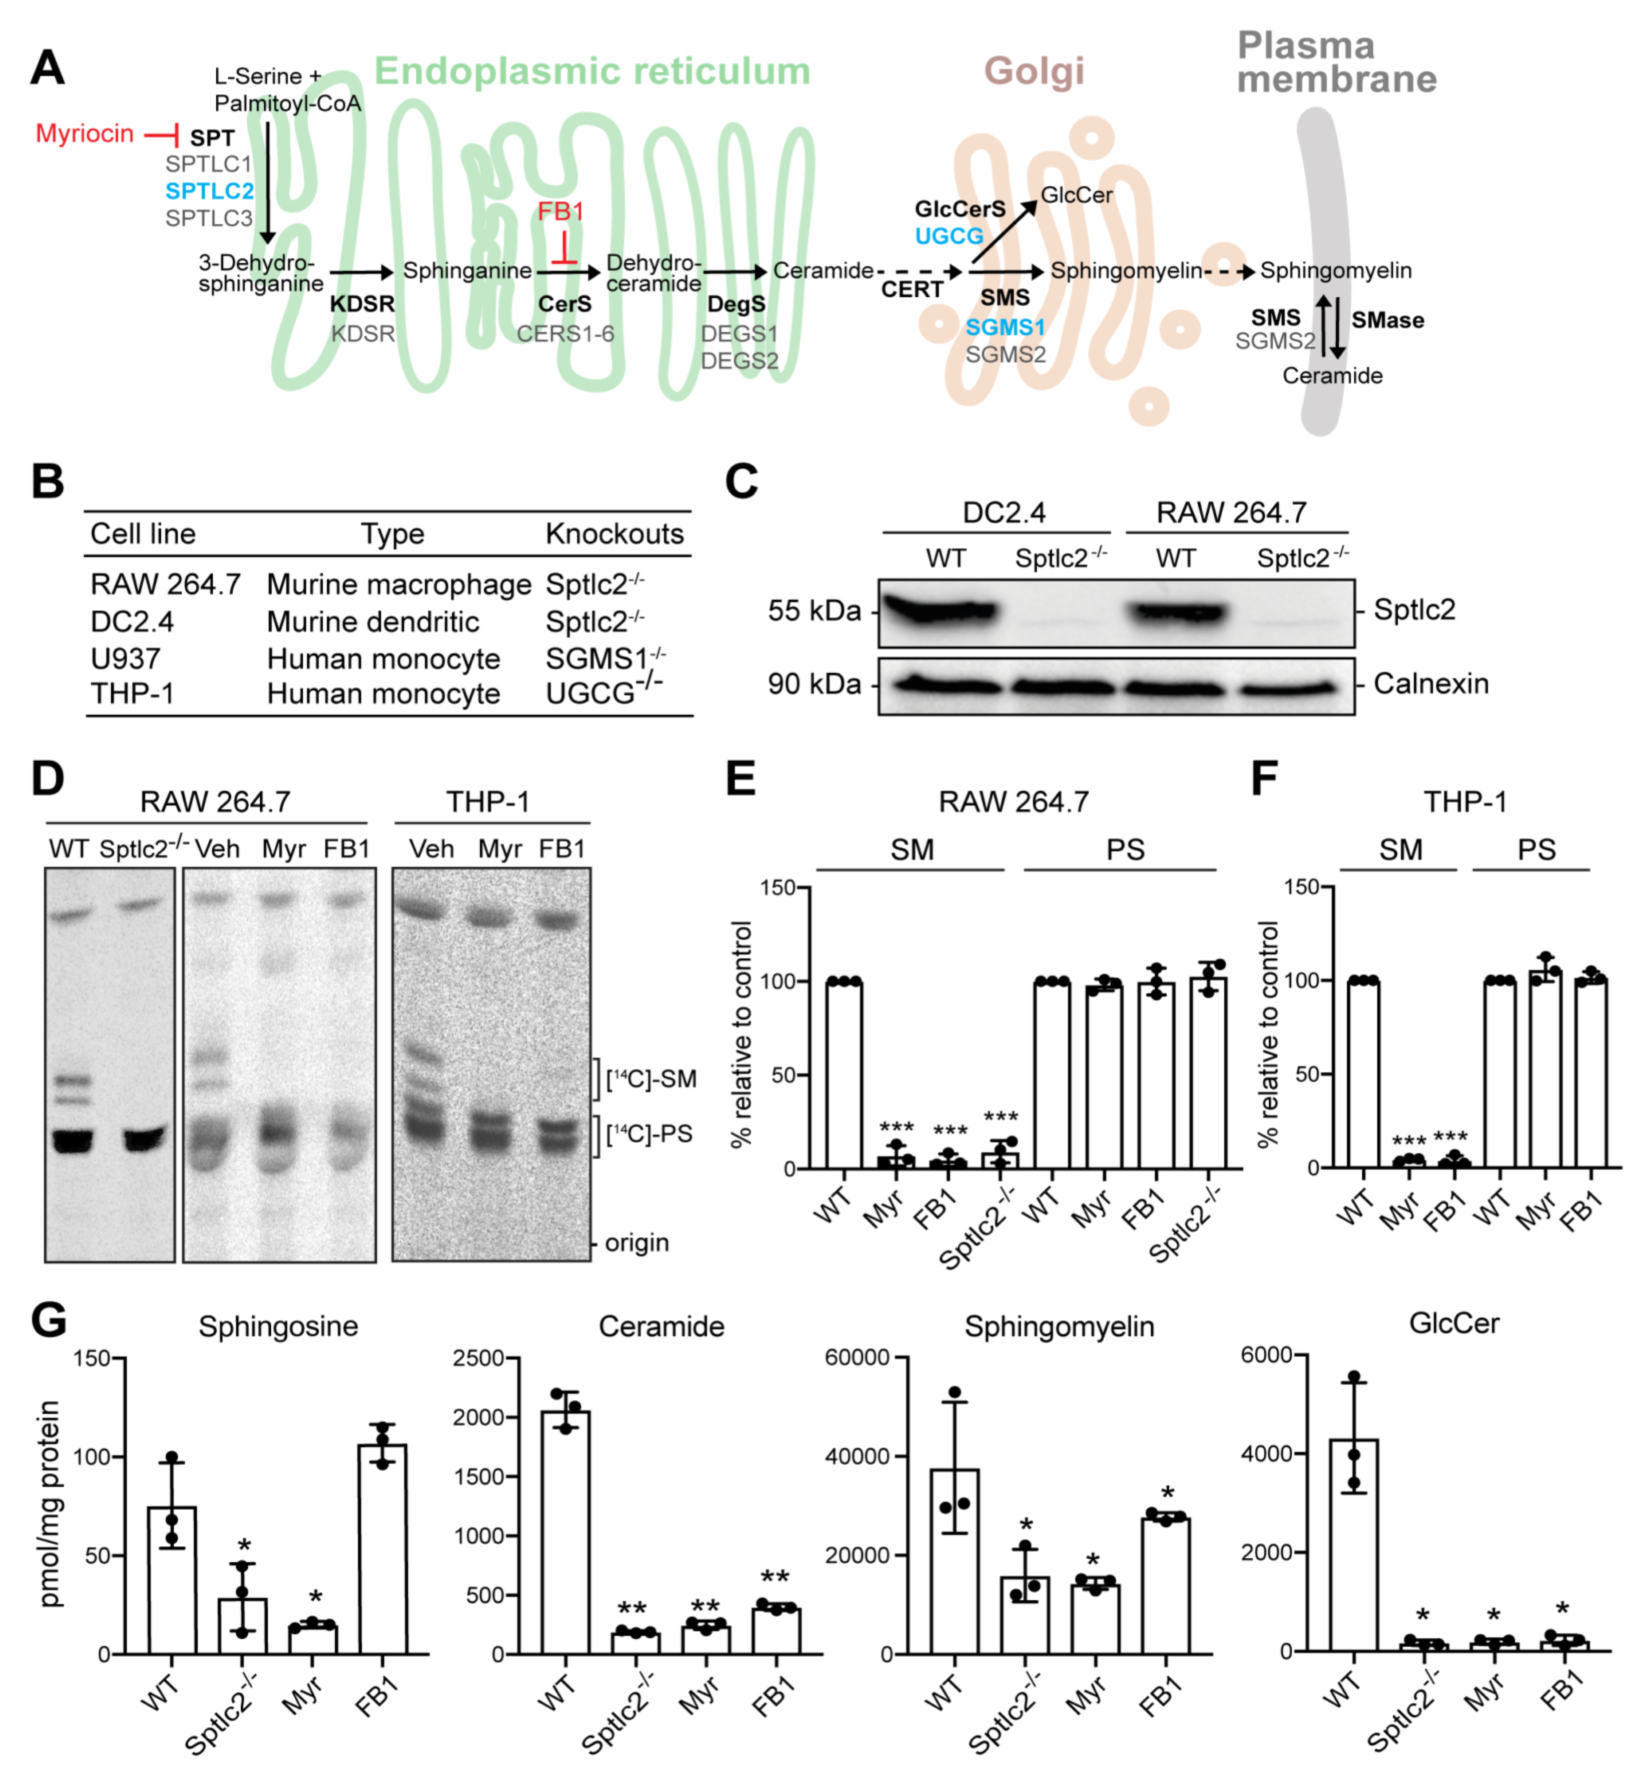 A
Endoplasmic reticulum
Golgi
Plasma
membrane
L-Serine +
Palmitoyl-CoA
Myriocin
SPT
SPTLC1
SPTLC2
SPTLC3
3-Dehydro-
sphinganine
KDSR
KDSR
Sphinganine
FB1
CerS
CERS1-6
Dehydro-
ceramide
DegS
DEGS1
DEGS2
Ceramide
CERT
GlcCerS
UGCG
GlcCer
SMS
SGMS1
SGMS2
Sphingomyelin
Sphingomyelin
SMS
SGMS2
SMase
Ceramide
B
Cell line Type Knockouts
RAW 264.7 Murine macrophage Sptlc2-/-
DC2.4 Murine dendritic Sptlc2-/-
U937 Human monocyte SGMS1-/-
THP-1 Human monocyte UGCG-/-
C
DC2.4 RAW 264.7
WT Sptlc2-/- WT Sptlc2-/-
55 kDa Sptlc2
90 kDa Calnexin
D
RAW 264.7 THP-1
WT Sptlc2-/- Veh Myr FB1 Veh Myr FB1
[14C]-SM
[14C]-PS
origin
E
RAW 264.7
SM PS
% relative to control
150
100
50
0
*** *** ***
WT Myr FB1 Sptlc2-/- WT Myr FB1 Sptlc2-/-
F
THP-1
SM PS
% relative to control
150
100
50
0
*** ***
WT Myr FB1 WT Myr FB1
G
Sphingosine
pmol/mg protein
150
100
50
0
* *
WT Sptlc2-/- Myr FB1
Ceramide
2500
2000
1500
1000
500
0
** ** **
WT Sptlc2-/- Myr FB1
Sphingomyelin
60000
40000
20000
0
* * *
WT Sptlc2-/- Myr FB1
GlcCer
6000
4000
2000
0
* * *
WT Sptlc2-/- Myr FB1